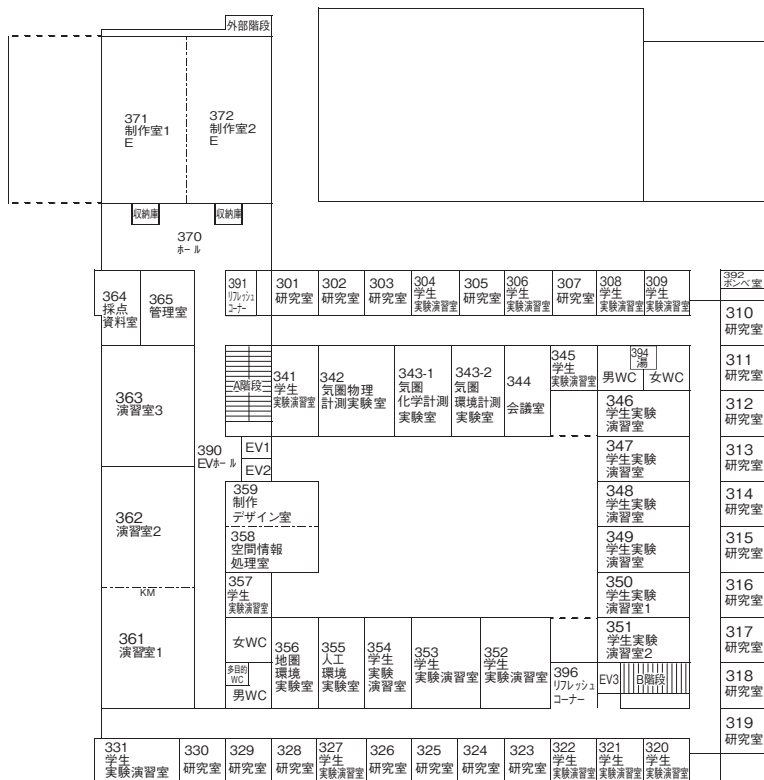 外部階段
371
制作室1
E
372
制作室2
E
収納庫
収納庫
370
ホール
364
採点
資料室
365
管理室
391
リフレッシュ
コーナー
301
研究室
302
研究室
303
研究室
304
学生
実験演習室
305
研究室
306
学生
実験演習室
307
研究室
308
学生
実験演習室
309
学生
実験演習室
392
ボンベ室
310
研究室
311
研究室
312
研究室
313
研究室
314
研究室
315
研究室
316
研究室
317
研究室
318
研究室
319
研究室
363
演習室3
A階段
341
学生
実験演習室
342
気圏物理
計測実験室
343-1
気圏
化学計測
実験室
343-2
気圏
環境計測
実験室
344
会議室
345
学生
実験演習室
394
湯
男WC
女WC
346
学生実験
演習室
347
学生実験
演習室
348
学生実験
演習室
349
学生実験
演習室
350
学生実験
演習室1
351
学生実験
演習室2
390
EVホール
EV1
EV2
359
制作
デザイン室
358
空間情報
処理室
357
学生
実験演習室
362
演習室2
KM
361
演習室1
女WC
多目的
WC
男WC
356
地圏
環境
実験室
355
人工
環境
実験室
354
学生
実験
演習室
353
学生
実験演習室
352
学生
実験演習室
396
リフレッシュ
コーナー
EV3
B階段
331
学生
実験演習室
330
研究室
329
研究室
328
研究室
327
学生
実験演習室
326
研究室
325
研究室
324
研究室
323
研究室
322
学生
実験演習室
321
学生
実験演習室
320
学生
実験演習室